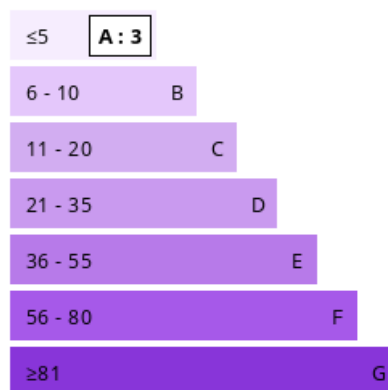 ≤5 A : 3
6 - 10 B
11 - 20 C
21 - 35 D
36 - 55 E
56 - 80 F
≥81 G